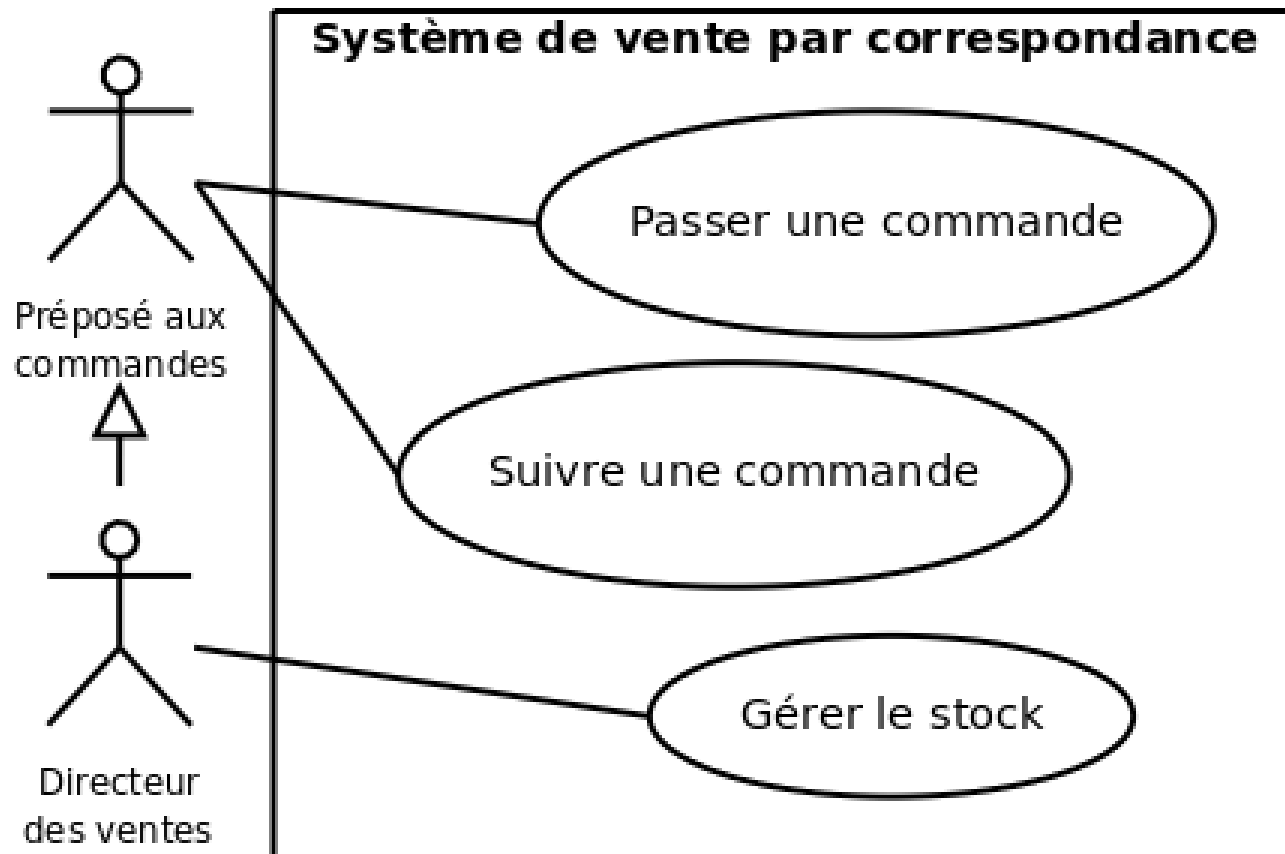 Système de vente par correspondance
Passer une commande
Préposé aux
commandes
Suivre une commande
Gérer le stock
Directeur
des ventes